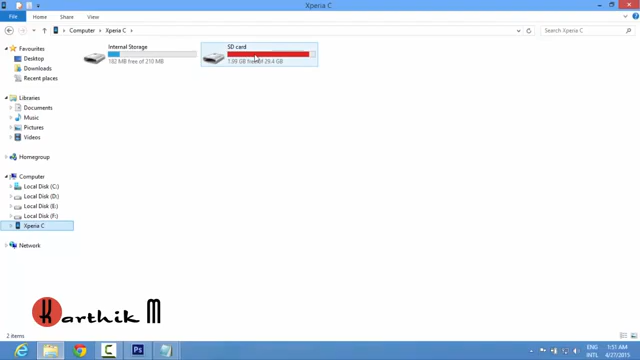 Xperia C
File
Home
Share
View
Computer
Xperia C
Search Xperia C
Favourites
Desktop
Downloads
Recent places
Libraries
Documents
Music
Pictures
Videos
Homegroup
Computer
Local Disk (C:)
Local Disk (D:)
Local Disk (E:)
Local Disk (F:)
Xperia C
Network
Internal Storage
182 MB free of 210 MB
SD card
1.09 GB free of 29.4 GB
Karthik M
2 items
ENG
INTL
1:51 AM
4/27/2015